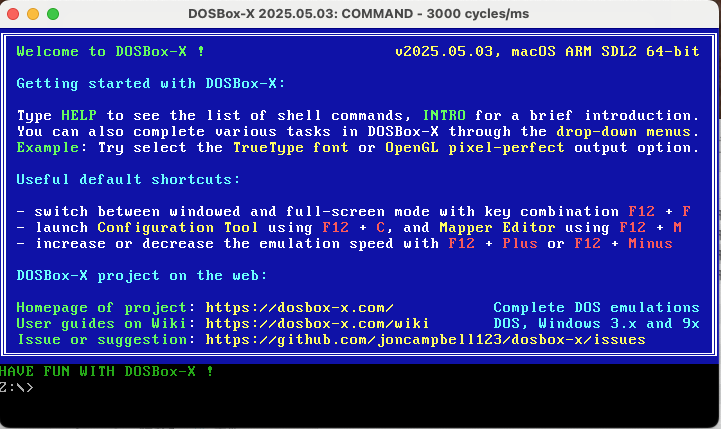 DOSBox-X 2025.05.03: COMMAND - 3000 cycles/ms
Welcome to DOSBox-X ! v2025.05.03, macOS ARM SDL2 64-bit
Getting started with DOSBox-X:
Type HELP to see the list of shell commands, INTRO for a brief introduction.
You can also complete various tasks in DOSBox-X through the drop-down menus.
Example: Try select the TrueType font or OpenGL pixel-perfect output option.
Useful default shortcuts:
- switch between windowed and full-screen mode with key combination F12 + F
- launch Configuration Tool using F12 + C, and Mapper Editor using F12 + M
- increase or decrease the emulation speed with F12 + Plus or F12 + Minus
DOSBox-X project on the web:
Homepage of project: https://dosbox-x.com/ Complete DOS emulations
User guides on Wiki: https://dosbox-x.com/wiki DOS, Windows 3.x and 9x
Issue or suggestion: https://github.com/joncampbell123/dosbox-x/issues
HAVE FUN WITH DOSBox-X !
Z:\>